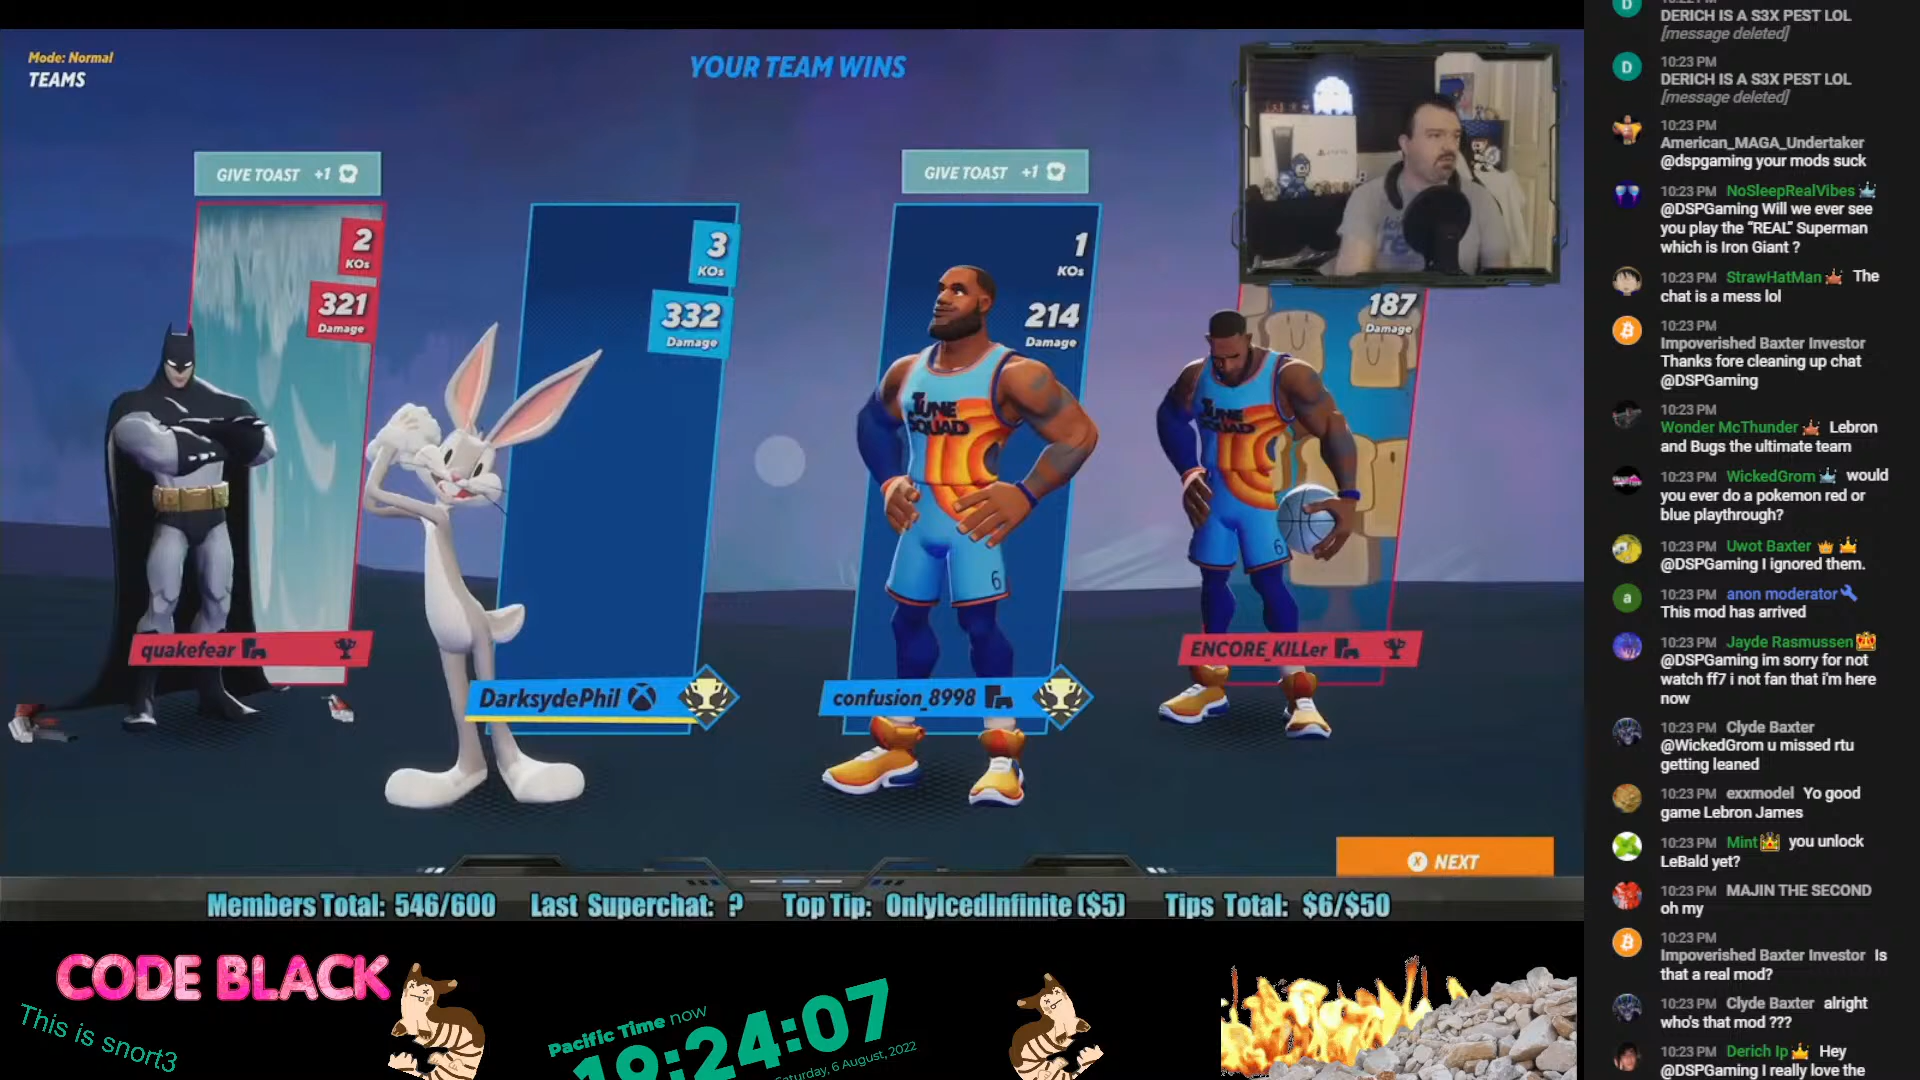 Mode: Normal
TEAMS
YOUR TEAM WINS
GIVE TOAST +1
GIVE TOAST +1
2
KOs
321
Damage
3
KOs
332
Damage
1
KOs
214
Damage
187
Damage
TUNE
SQUAD
6
TUNE
SQUAD
6
quakefear
DarksydePhil
confusion_8998
ENCORE_KILLer
X NEXT
Members Total: 546/600 Last Superchat: ? Top Tip: OnlyIcedInfinite ($5) Tips Total: $6/$50
CODE BLACK
This is snort3
Pacific Time now
19:24:07
Saturday, 6 August, 2022
D
DERICH IS A S3X PEST LOL
[message deleted]
D
10:23 PM
DERICH IS A S3X PEST LOL
[message deleted]
10:23 PM
American_MAGA_Undertaker
@dspgaming your mods suck
10:23 PM NoSleepRealVibes
@DSPGaming Will we ever see
you play the "REAL" Superman
which is Iron Giant ?
10:23 PM StrawHatMan The
chat is a mess lol
10:23 PM
Impoverished Baxter Investor
Thanks fore cleaning up chat
@DSPGaming
10:23 PM
Wonder McThunder Lebron
and Bugs the ultimate team
10:23 PM WickedGrom would
you ever do a pokemon red or
blue playthrough?
10:23 PM Uwot Baxter
@DSPGaming I ignored them.
a
10:23 PM anon moderator
This mod has arrived
10:23 PM Jayde Rasmussen
@DSPGaming im sorry for not
watch ff7 i not fan that i'm here
now
10:23 PM Clyde Baxter
@WickedGrom u missed rtu
getting leaned
10:23 PM exxmodel Yo good
game Lebron James
10:23 PM Mint you unlock
LeBald yet?
10:23 PM MAJIN THE SECOND
oh my
10:23 PM
Impoverished Baxter Investor Is
that a real mod?
10:23 PM Clyde Baxter alright
who's that mod ???
10:23 PM Derich Ip Hey
@DSPGaming I really love the